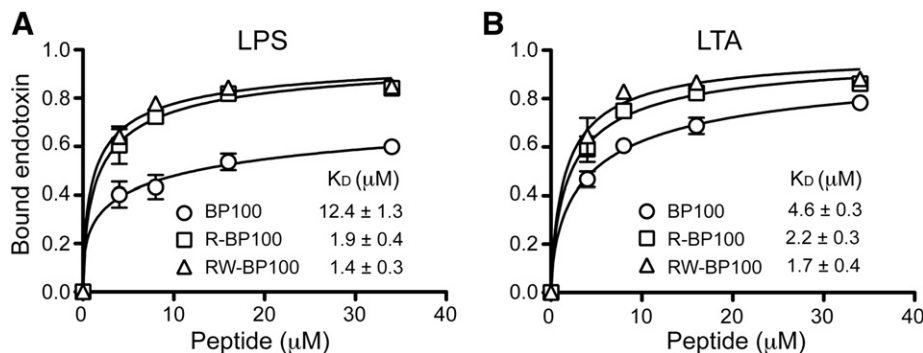 A
LPS
Bound endotoxin
1.0
0.8
0.6
0.4
0.2
0.0
K_D (μM)
BP100 12.4 ± 1.3
R-BP100 1.9 ± 0.4
RW-BP100 1.4 ± 0.3
0 10 20 30 40
Peptide (μM)
B
LTA
1.0
0.8
0.6
0.4
0.2
0.0
K_D (μM)
BP100 4.6 ± 0.3
R-BP100 2.2 ± 0.3
RW-BP100 1.7 ± 0.4
0 10 20 30 40
Peptide (μM)